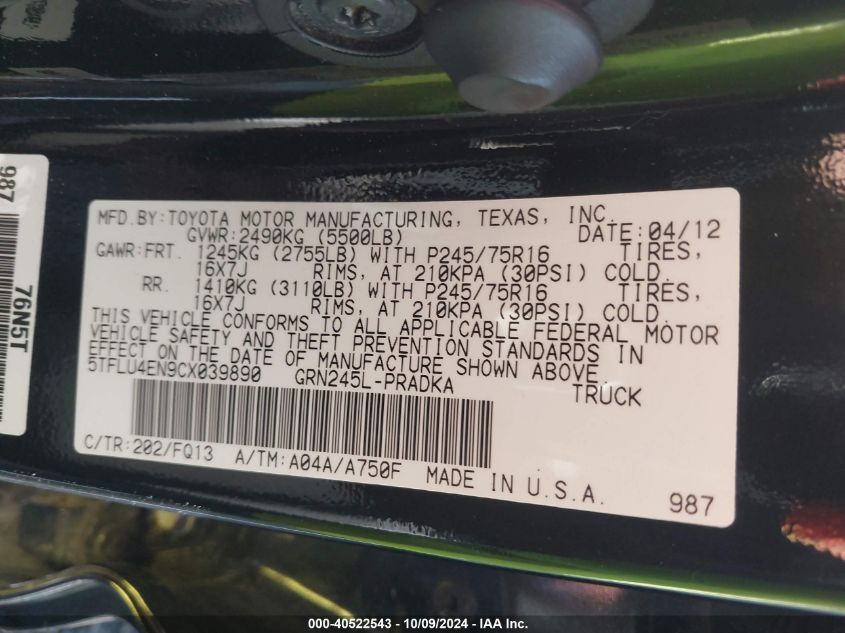 987
76N5T
MFD.BY:TOYOTA MOTOR MANUFACTURING, TEXAS, INC.
GVWR:2490KG (5500LB) DATE:04/12
GAWR:FRT. 1245KG (2755LB) WITH P245/75R16 TIRES,
16X7J RIMS, AT 210KPA (30PSI) COLD.
RR. 1410KG (3110LB) WITH P245/75R16 TIRES,
16X7J RIMS, AT 210KPA (30PSI) COLD.
THIS VEHICLE CONFORMS TO ALL APPLICABLE FEDERAL MOTOR
VEHICLE SAFETY AND THEFT PREVENTION STANDARDS IN
EFFECT ON THE DATE OF MANUFACTURE SHOWN ABOVE.
5TFLU4EN9CX039890 GRN245L-PRADKA TRUCK
C/TR:202/FQ13 A/TM:A04A/A750F MADE IN U.S.A.
987
000-40522543 - 10/09/2024 - IAA Inc.